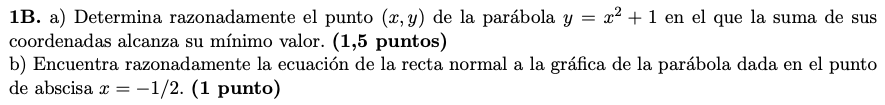 1B. a) Determina razonadamente el punto (x, y) de la parábola y = x² + 1 en el que la suma de sus
coordenadas alcanza su mínimo valor. (1,5 puntos)
b) Encuentra razonadamente la ecuación de la recta normal a la gráfica de la parábola dada en el punto
de abscisa x = −1/2. (1 punto)